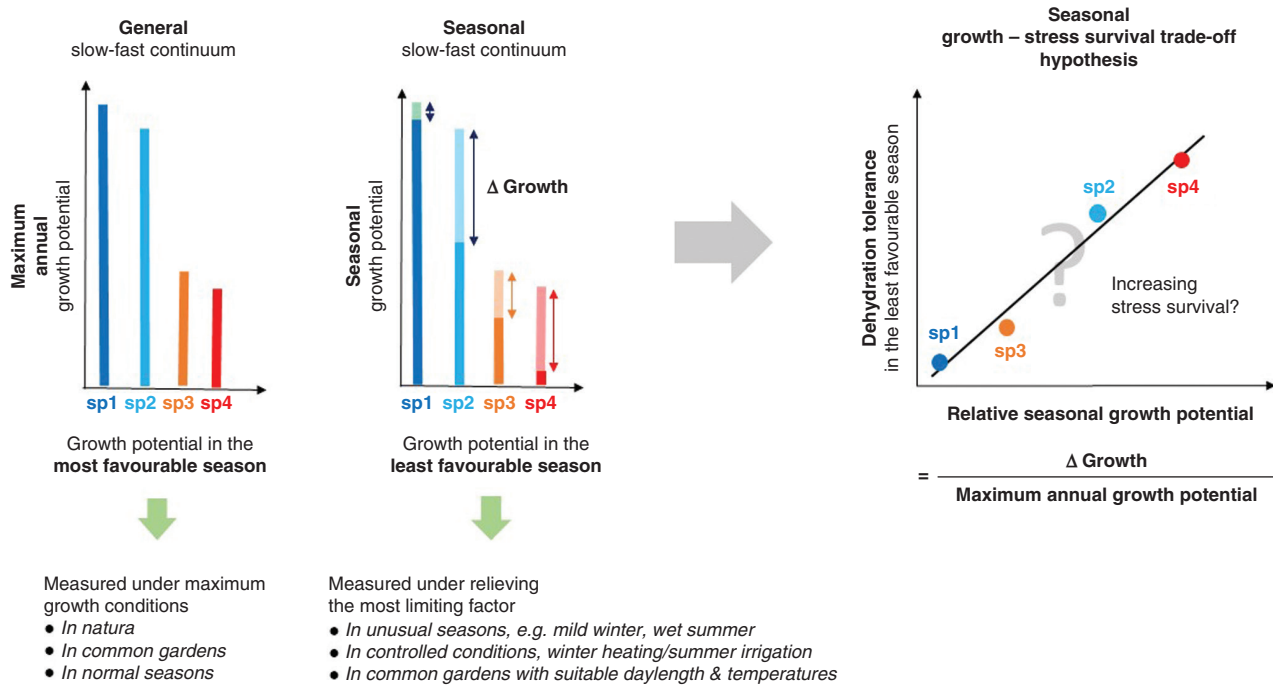 General
slow-fast continuum
Maximum
annual
growth potential
sp1 sp2 sp3 sp4
Growth potential in the
most favourable season
Measured under maximum
growth conditions
● In natura
● In common gardens
● In normal seasons
Seasonal
slow-fast continuum
Seasonal
growth potential
Δ Growth
sp1 sp2 sp3 sp4
Growth potential in the
least favourable season
Measured under relieving
the most limiting factor
● In unusual seasons, e.g. mild winter, wet summer
● In controlled conditions, winter heating/summer irrigation
● In common gardens with suitable daylength & temperatures
Seasonal
growth – stress survival trade-off
hypothesis
Dehydration tolerance
in the least favourable season
sp1
sp3
sp2
sp4
?
Increasing
stress survival?
Relative seasonal growth potential
= Δ Growth
Maximum annual growth potential